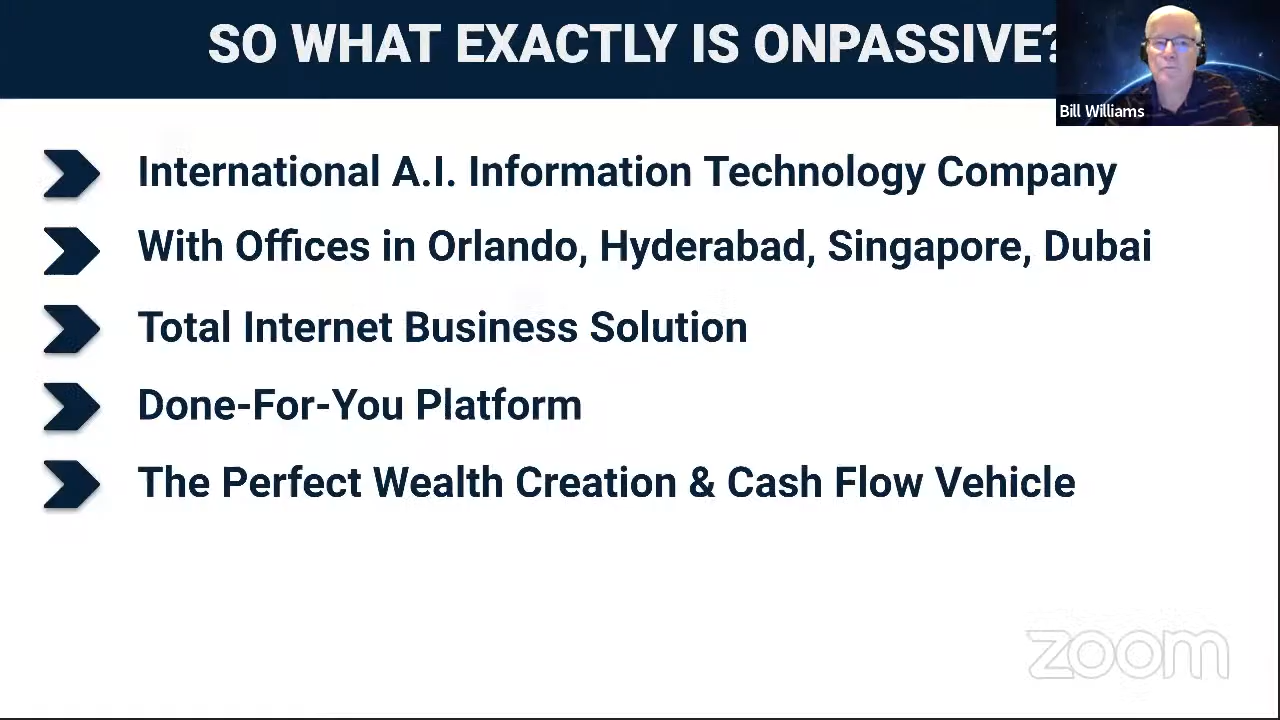 SO WHAT EXACTLY IS ONPASSIVE?
Bill Williams
International A.I. Information Technology Company
With Offices in Orlando, Hyderabad, Singapore, Dubai
Total Internet Business Solution
Done-For-You Platform
The Perfect Wealth Creation & Cash Flow Vehicle
zoom